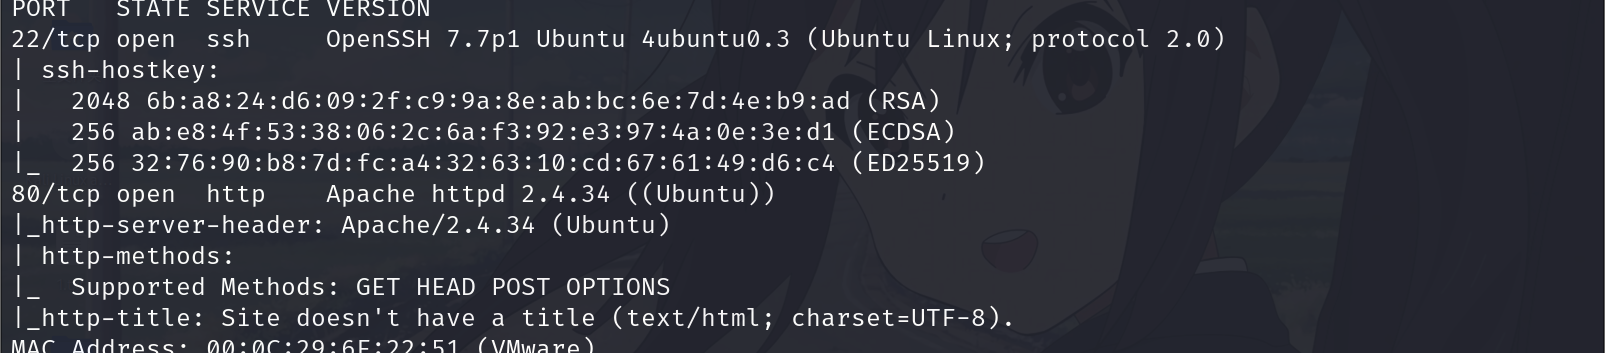 PORT   STATE SERVICE VERSION
22/tcp open  ssh     OpenSSH 7.7p1 Ubuntu 4ubuntu0.3 (Ubuntu Linux; protocol 2.0)
| ssh-hostkey:
|   2048 6b:a8:24:d6:09:2f:c9:9a:8e:ab:bc:6e:7d:4e:b9:ad (RSA)
|   256 ab:e8:4f:53:38:06:2c:6a:f3:92:e3:97:4a:0e:3e:d1 (ECDSA)
|_  256 32:76:90:b8:7d:fc:a4:32:63:10:cd:67:61:49:d6:c4 (ED25519)
80/tcp open  http    Apache httpd 2.4.34 ((Ubuntu))
|_http-server-header: Apache/2.4.34 (Ubuntu)
| http-methods:
|_  Supported Methods: GET HEAD POST OPTIONS
|_http-title: Site doesn't have a title (text/html; charset=UTF-8).
MAC Address: 00:0C:29:6F:22:51 (VMware)